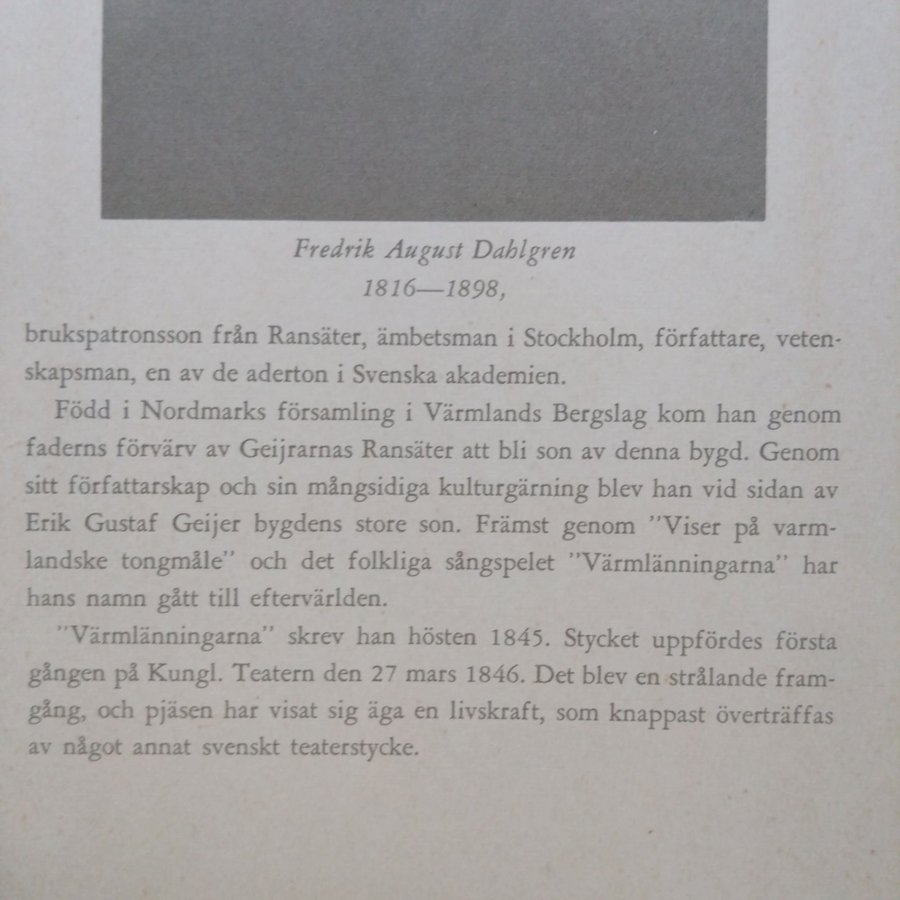 Fredrik August Dahlgren
1816—1898,
brukspatronsson från Ransäter, ämbetsman i Stockholm, författare, veten-
skapsman, en av de aderton i Svenska akademien.
Född i Nordmarks församling i Värmlands Bergslag kom han genom
faderns förvärv av Geijrarnas Ransäter att bli son av denna bygd. Genom
sitt författarskap och sin mångsidiga kulturgärning blev han vid sidan av
Erik Gustaf Geijer bygdens store son. Främst genom "Viser på varm-
landske tongmåle" och det folkliga sångspelet "Värmlänningarna" har
hans namn gått till eftervärlden.
"Värmlänningarna" skrev han hösten 1845. Stycket uppfördes första
gången på Kungl. Teatern den 27 mars 1846. Det blev en strålande fram-
gång, och pjäsen har visat sig äga en livskraft, som knappast överträffas
av något annat svenskt teaterstycke.